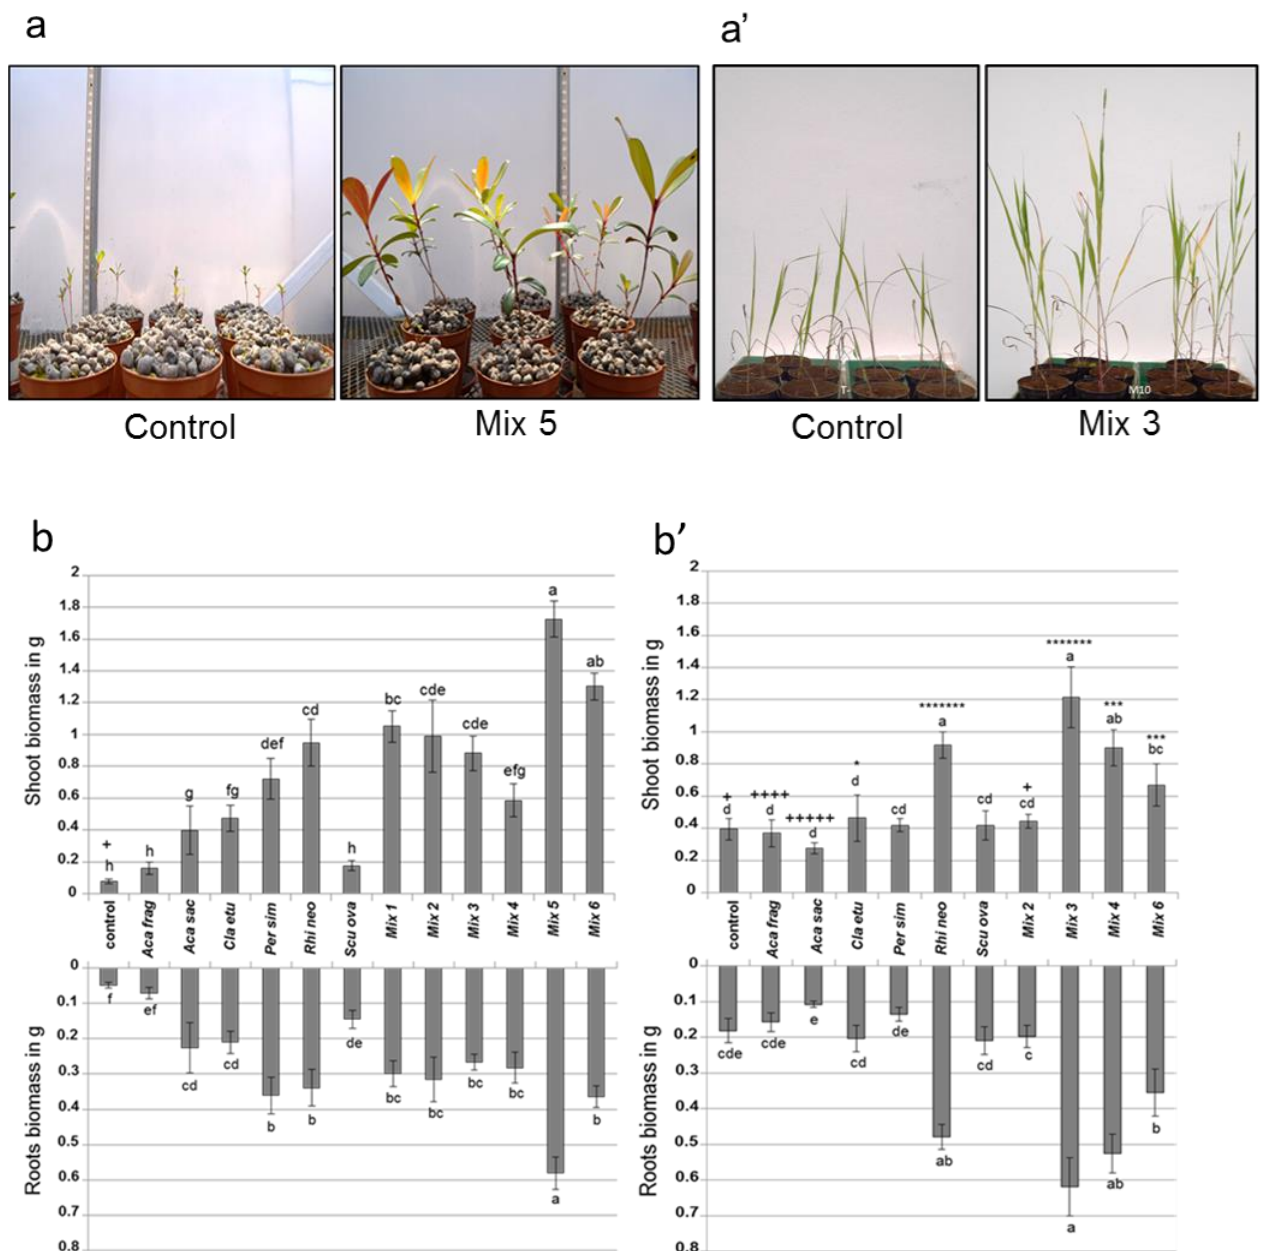 a
a’
T-
M10
Control
Mix 5
Control
Mix 3
b
Shoot biomass in g
2
1.8
1.6
1.4
1.2
1
0.8
0.6
0.4
0.2
0
+
h
h
g
fg
def
cd
h
bc
cde
cde
efg
a
ab
control
Aca frag
Aca sac
Cla etu
Per sim
Rhi neo
Scu ova
Mix 1
Mix 2
Mix 3
Mix 4
Mix 5
Mix 6
Roots biomass in g
0
0.1
0.2
0.3
0.4
0.5
0.6
0.7
0.8
f
ef
cd
cd
b
b
de
bc
bc
bc
bc
a
b
b’
Shoot biomass in g
2
1.8
1.6
1.4
1.2
1
0.8
0.6
0.4
0.2
0
+
d
++++
d
+++++
d
*
d
cd
*******
a
cd
+
cd
*******
a
***
ab
***
bc
control
Aca frag
Aca sac
Cla etu
Per sim
Rhi neo
Scu ova
Mix 2
Mix 3
Mix 4
Mix 6
Roots biomass in g
0
0.1
0.2
0.3
0.4
0.5
0.6
0.7
0.8
cde
cde
e
cd
de
ab
cd
c
a
ab
b